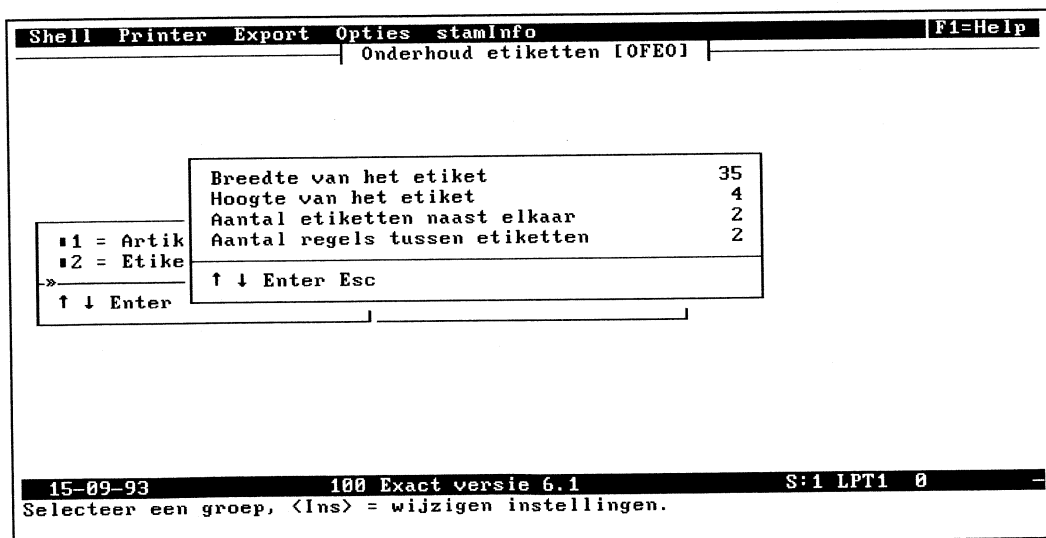 Shell Printer Export Opties stamInfo F1=Help
Onderhoud etiketten [OFEO]
Breedte van het etiket 35
Hoogte van het etiket 4
Aantal etiketten naast elkaar 2
Aantal regels tussen etiketten 2
↑ ↓ Enter Esc
1 = Artik
2 = Etike
»
↑ ↓ Enter
15-09-93 100 Exact versie 6.1 S:1 LPT1 0
Selecteer een groep, <Ins> = wijzigen instellingen.